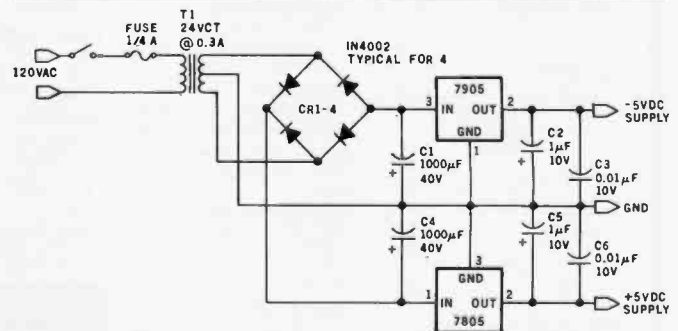 T1
24VCT
@ 0.3A
FUSE
1/4 A
120VAC
IN4002
TYPICAL FOR 4
CR1-4
7905
3 IN OUT 2
GND
1
C1
1000µF
40V
+
C2
1µF
10V
+
C3
0.01µF
10V
-5VDC
SUPPLY
GND
C4
1000µF
40V
+
C5
1µF
10V
+
C6
0.01µF
10V
3
GND
1 IN OUT 2
7805
+5VDC
SUPPLY